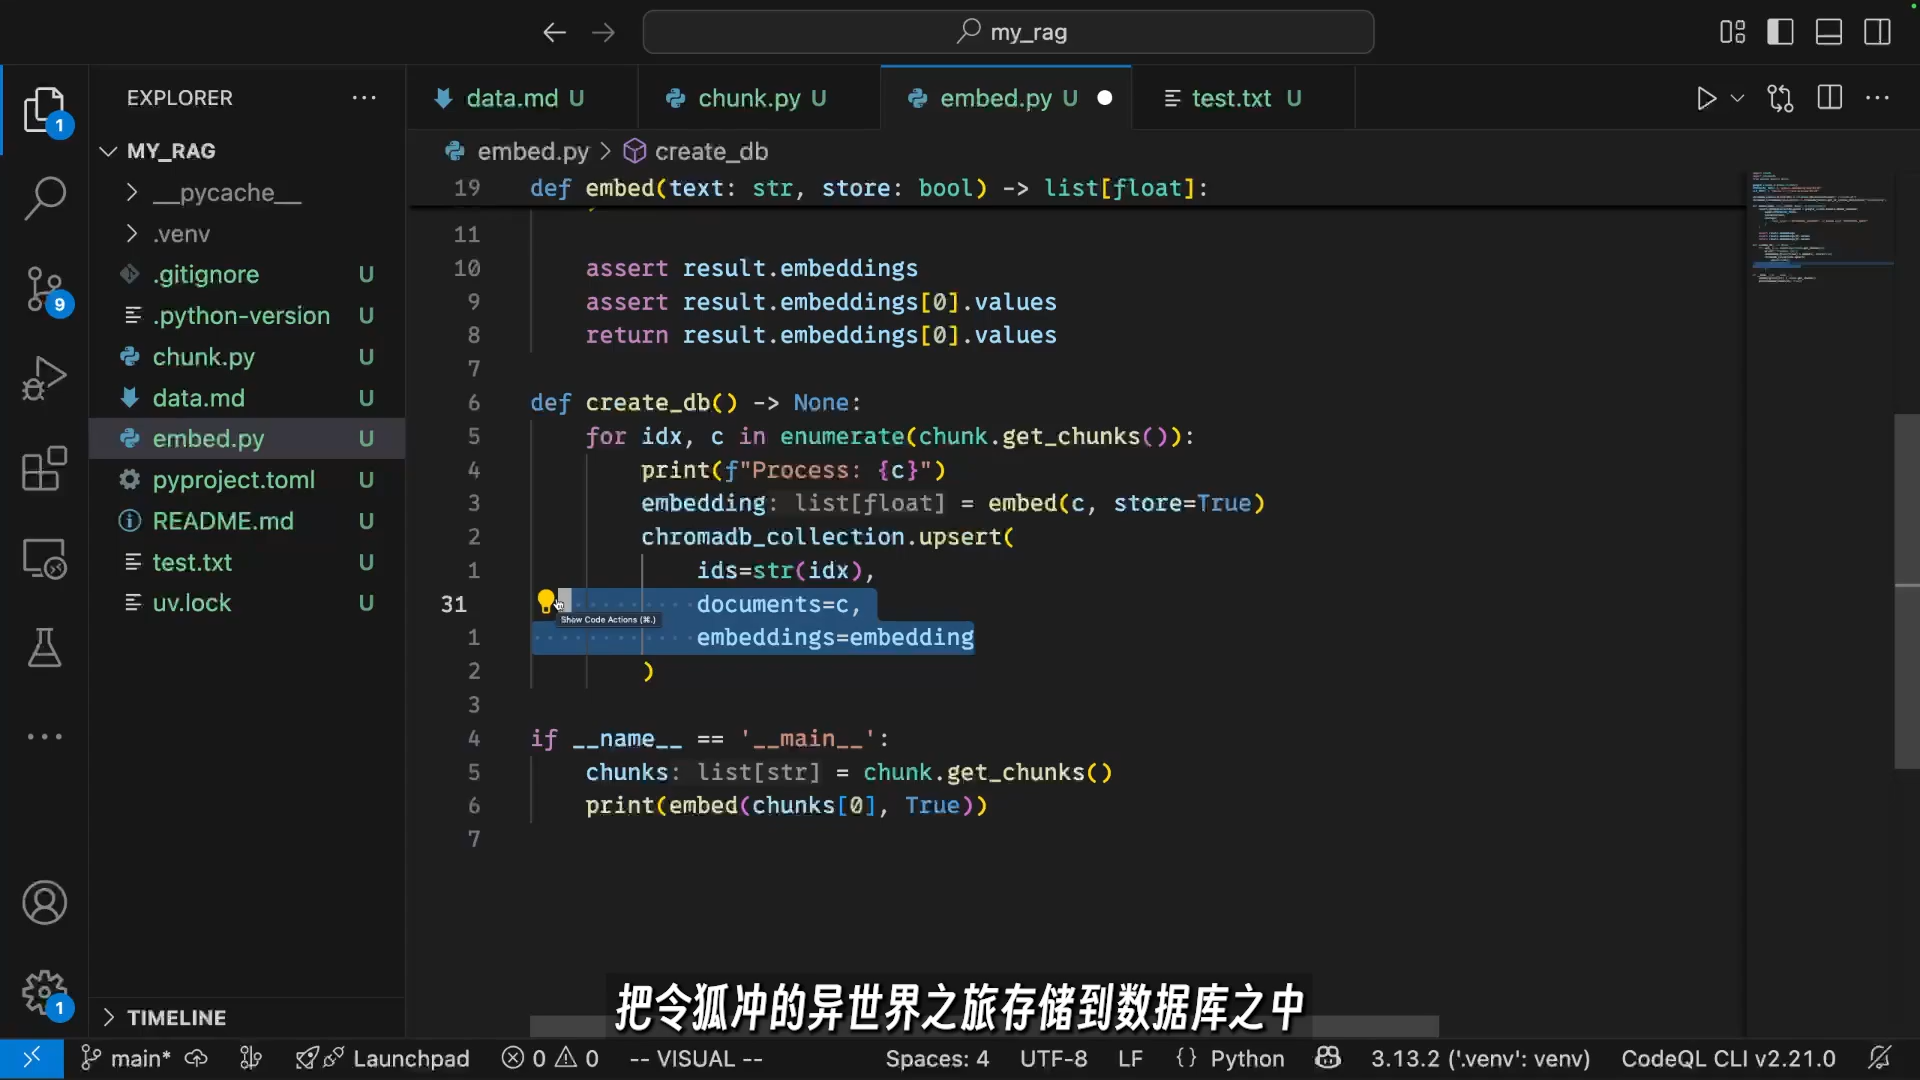 my_rag
EXPLORER
MY_RAG
__pycache__
.venv
.gitignore U
.python-version U
chunk.py U
data.md U
embed.py U
pyproject.toml U
README.md U
test.txt U
uv.lock U
TIMELINE
1
9
1
data.md U
chunk.py U
embed.py U
test.txt U
embed.py > create_db
19 def embed(text: str, store: bool) -> list[float]:
11
10 assert result.embeddings
9 assert result.embeddings[0].values
8 return result.embeddings[0].values
7
6 def create_db() -> None:
5 for idx, c in enumerate(chunk.get_chunks()):
4 print(f"Process: {c}")
3 embedding: list[float] = embed(c, store=True)
2 chromadb_collection.upsert(
1 ids=str(idx),
31 documents=c,
Show Code Actions (⌘.)
1 embeddings=embedding
2 )
3
4 if __name__ == '__main__':
5 chunks: list[str] = chunk.get_chunks()
6 print(embed(chunks[0], True))
7
把令狐冲的异世界之旅存储到数据库之中
main* Launchpad 0 0 -- VISUAL -- Spaces: 4 UTF-8 LF {} Python 3.13.2 ('.venv': venv) CodeQL CLI v2.21.0